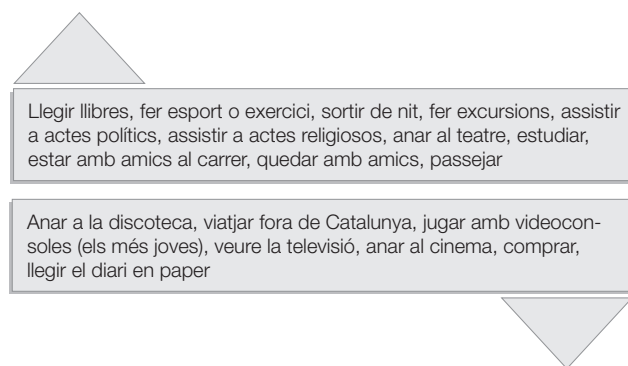 Llegir llibres, fer esport o exercici, sortir de nit, fer excursions, assistir
a actes polítics, assistir a actes religiosos, anar al teatre, estudiar,
estar amb amics al carrer, quedar amb amics, passejar
Anar a la discoteca, viatjar fora de Catalunya, jugar amb videocon-
soles (els més joves), veure la televisió, anar al cinema, comprar,
llegir el diari en paper